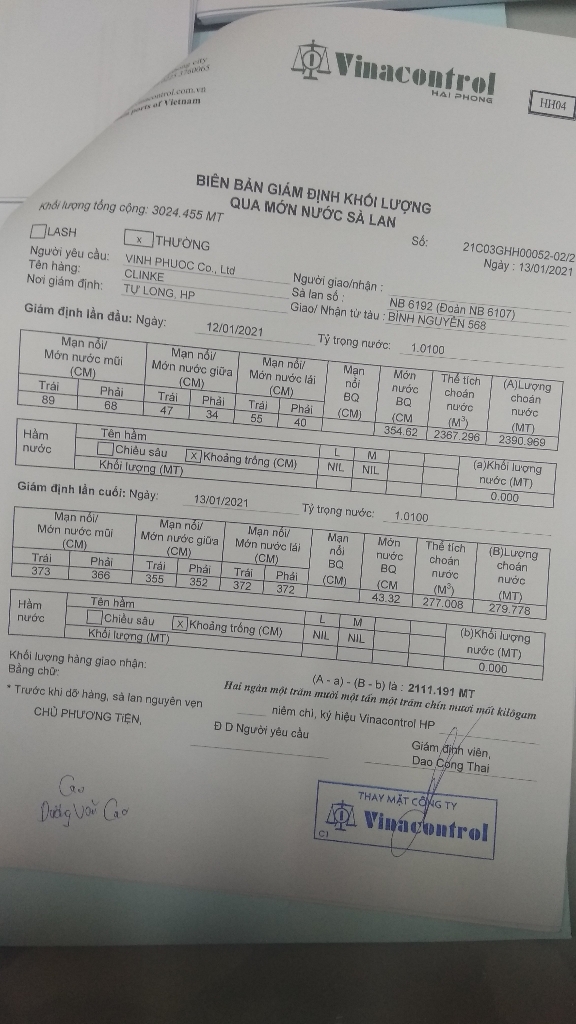 Vinacontrol
HAI PHONG
HH04
ports of Vietnam
BIÊN BẢN GIÁM ĐỊNH KHỐI LƯỢNG
QUA MỚN NƯỚC SÀ LAN
Khối lượng tổng cộng: 3024.455 MT
LASH
x THƯỜNG
Số: 21C03GHH00052-02/2
Ngày : 13/01/2021
Người yêu cầu: VINH PHUOC Co., Ltd
Tên hàng: CLINKE
Nơi giám định: TỰ LONG, HP
Người giao/nhận :
Sà lan số : NB 6192 (Đoàn NB 6107)
Giao/ Nhận từ tàu : BÌNH NGUYÊN 568
Giám định lần đầu: Ngày: 12/01/2021 Tỷ trọng nước: 1.0100
Mạn nổi/ Mớn nước mũi (CM) Mạn nổi/ Mớn nước giữa (CM) Mạn nổi/ Mớn nước lái (CM) Mạn nổi BQ (CM) Mớn nước BQ (CM Thể tích choán nước (M³) (A)Lượng choán nước (MT)
Trái Phải Trái Phải Trái Phải
89 68 47 34 55 40 354.62 2367.296 2390.969
Hầm nước Tên hầm L M (a)Khối lượng nước (MT)
Chiều sâu x Khoảng trống (CM) NIL NIL
Khối lượng (MT) 0.000
Giám định lần cuối: Ngày: 13/01/2021 Tỷ trọng nước: 1.0100
Mạn nổi/ Mớn nước mũi (CM) Mạn nổi/ Mớn nước giữa (CM) Mạn nổi/ Mớn nước lái (CM) Mạn nổi BQ (CM) Mớn nước BQ (CM Thể tích choán nước (M³) (B)Lượng choán nước (MT)
Trái Phải Trái Phải Trái Phải
373 366 355 352 372 372 43.32 277.008 279.778
Hầm nước Tên hầm L M (b)Khối lượng nước (MT)
Chiều sâu x Khoảng trống (CM) NIL NIL
Khối lượng (MT) 0.000
Khối lượng hàng giao nhận: (A - a) - (B - b) là : 2111.191 MT
Bằng chữ: Hai ngàn một trăm mười một tấn một trăm chín mươi mốt kilôgam
* Trước khi dỡ hàng, sà lan nguyên vẹn niêm chì, ký hiệu Vinacontrol HP
CHỦ PHƯƠNG TIỆN,
Đ D Người yêu cầu
Giám định viên,
Dao Cong Thai
Cao
Dương Văn Cao
THAY MẶT CÔNG TY
Vinacontrol
C1